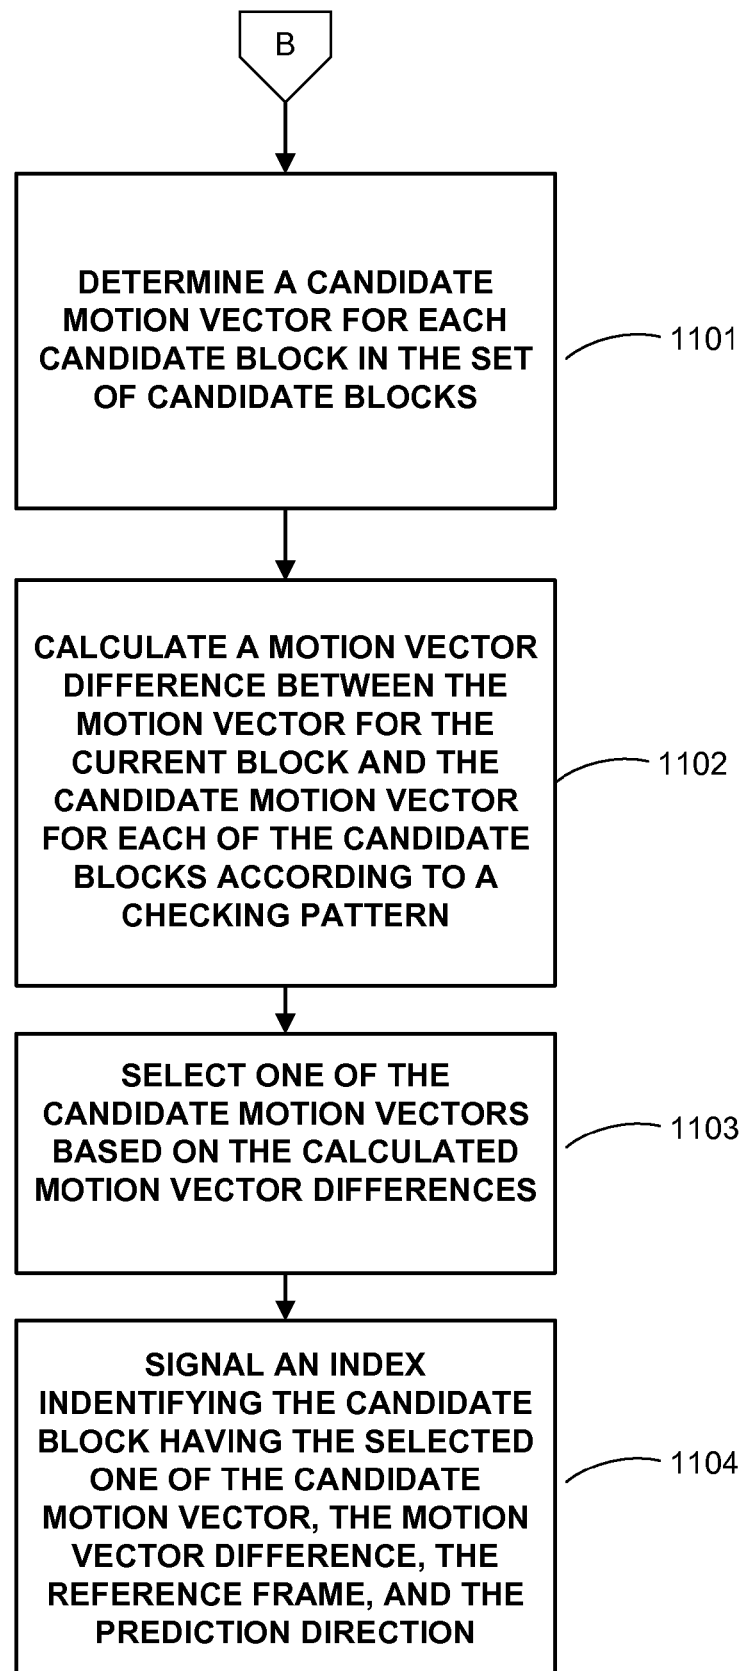 B
DETERMINE A CANDIDATE
MOTION VECTOR FOR EACH
CANDIDATE BLOCK IN THE SET
OF CANDIDATE BLOCKS
1101
CALCULATE A MOTION VECTOR
DIFFERENCE BETWEEN THE
MOTION VECTOR FOR THE
CURRENT BLOCK AND THE
CANDIDATE MOTION VECTOR
FOR EACH OF THE CANDIDATE
BLOCKS ACCORDING TO A
CHECKING PATTERN
1102
SELECT ONE OF THE
CANDIDATE MOTION VECTORS
BASED ON THE CALCULATED
MOTION VECTOR DIFFERENCES
1103
SIGNAL AN INDEX
INDENTIFYING THE CANDIDATE
BLOCK HAVING THE SELECTED
ONE OF THE CANDIDATE
MOTION VECTOR, THE MOTION
VECTOR DIFFERENCE, THE
REFERENCE FRAME, AND THE
PREDICTION DIRECTION
1104